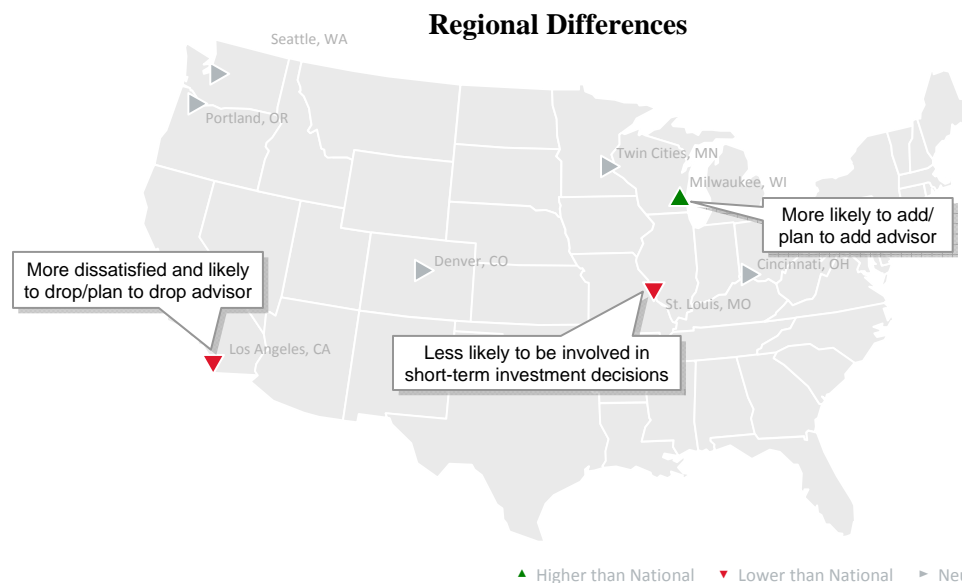 Regional Differences
Seattle, WA
Portland, OR
Twin Cities, MN
Milwaukee, WI
More likely to add/
plan to add advisor
Denver, CO
Cincinnati, OH
More dissatisfied and likely
to drop/plan to drop advisor
St. Louis, MO
Los Angeles, CA
Less likely to be involved in
short-term investment decisions
Higher than National
Lower than National